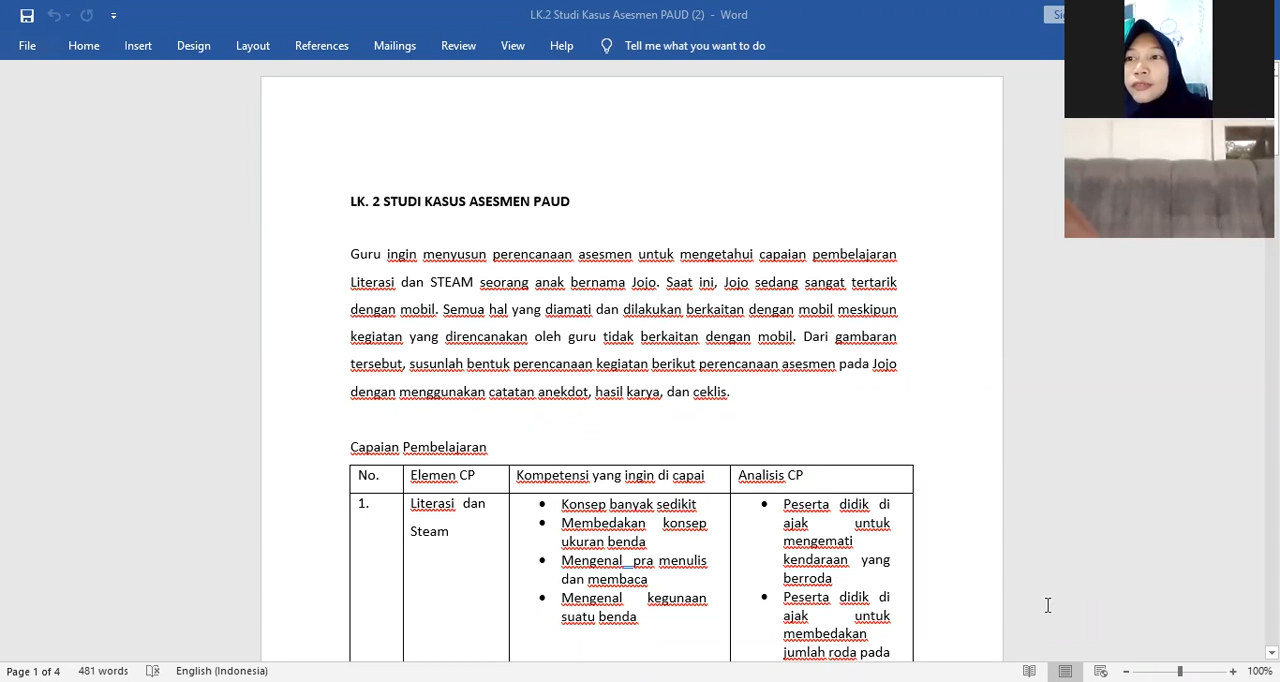 LK.2 Studi Kasus Asesmen PAUD (2) - Word
File Home Insert Design Layout References Mailings Review View Help Tell me what you want to do
LK. 2 STUDI KASUS ASESMEN PAUD
Guru ingin menyusun perencanaan asesmen untuk mengetahui capaian pembelajaran
Literasi dan STEAM seorang anak bernama Jojo. Saat ini, Jojo sedang sangat tertarik
dengan mobil. Semua hal yang diamati dan dilakukan berkaitan dengan mobil meskipun
kegiatan yang direncanakan oleh guru tidak berkaitan dengan mobil. Dari gambaran
tersebut, susunlah bentuk perencanaan kegiatan berikut perencanaan asesmen pada Jojo
dengan menggunakan catatan anekdot, hasil karya, dan ceklis.
Capaian Pembelajaran
No. Elemen CP Kompetensi yang ingin di capai Analisis CP
1.
Literasi dan
Steam
• Konsep banyak sedikit
• Membedakan konsep
ukuran benda
• Mengenal pra menulis
dan membaca
• Mengenal kegunaan
suatu benda
• Peserta didik di
ajak untuk
mengemati
kendaraan yang
berroda
• Peserta didik di
ajak untuk
membedakan
jumlah roda pada
Page 1 of 4 481 words English (Indonesia) 100%